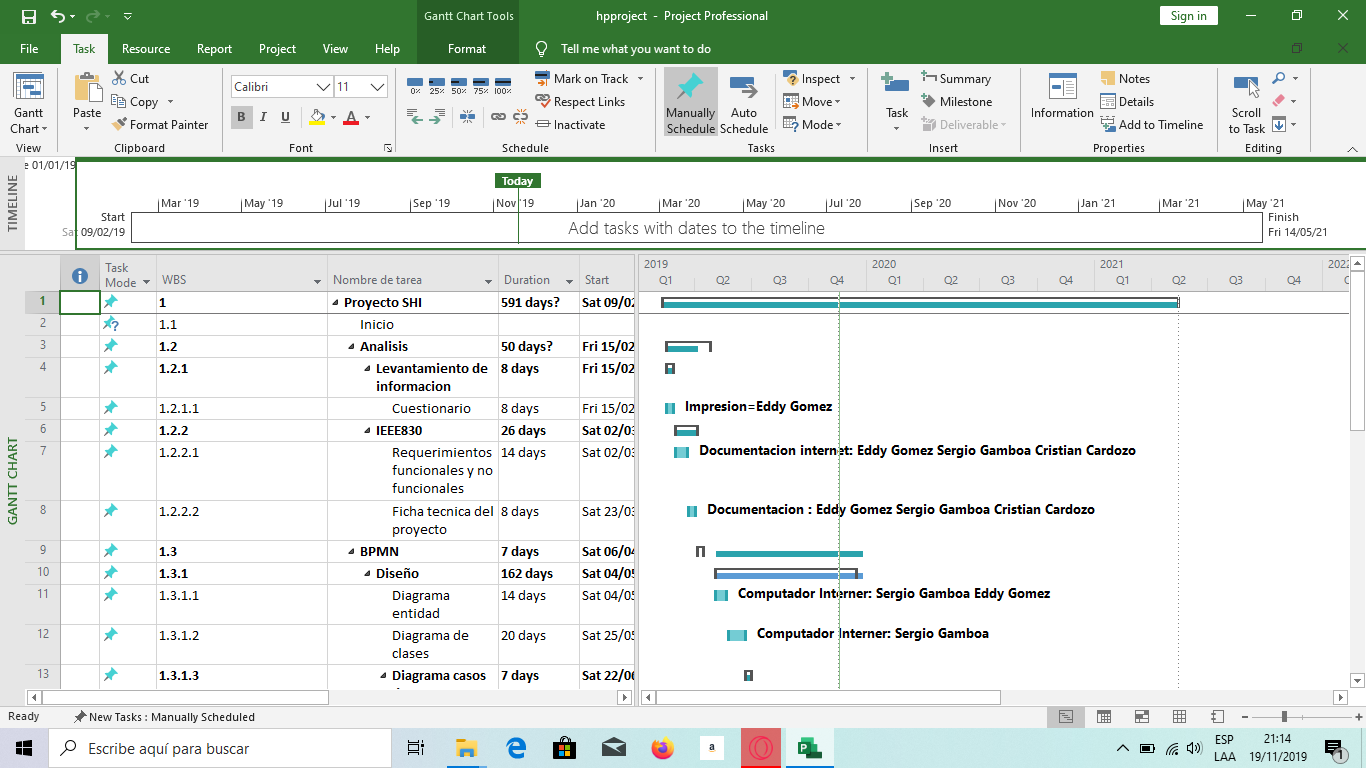 Gantt Chart Tools
hpproject - Project Professional
Sign in
File Task Resource Report Project View Help Format Tell me what you want to do
Gantt Chart
View
Paste
Cut
Copy
Format Painter
Clipboard
Calibri 11
B I U A
Font
0% 25% 50% 75% 100%
Mark on Track
Respect Links
Inactivate
Schedule
Manually Schedule
Auto Schedule
Inspect
Move
Mode
Tasks
Task
Summary
Milestone
Deliverable
Insert
Information
Notes
Details
Add to Timeline
Properties
Scroll to Task
Editing
TIMELINE
e 01/01/19
Today
Mar '19 May '19 Jul '19 Sep '19 Nov '19 Jan '20 Mar '20 May '20 Jul '20 Sep '20 Nov '20 Jan '21 Mar '21 May '21
Start
Sat 09/02/19
Add tasks with dates to the timeline
Finish
Fri 14/05/21
GANTT CHART
Task Mode WBS Nombre de tarea Duration Start
2019 2020 2021 2022
Q1 Q2 Q3 Q4 Q1 Q2 Q3 Q4 Q1 Q2 Q3 Q4
1 1 Proyecto SHI 591 days? Sat 09/02
2 1.1 Inicio
3 1.2 Analisis 50 days? Fri 15/02
4 1.2.1 Levantamiento de 8 days Fri 15/02
informacion
5 1.2.1.1 Cuestionario 8 days Fri 15/02
Impresion=Eddy Gomez
6 1.2.2 IEEE830 26 days Sat 02/03
7 1.2.2.1 Requerimientos 14 days Sat 02/03
funcionales y no
funcionales
Documentacion internet: Eddy Gomez Sergio Gamboa Cristian Cardozo
8 1.2.2.2 Ficha tecnica del 8 days Sat 23/03
proyecto
Documentacion : Eddy Gomez Sergio Gamboa Cristian Cardozo
9 1.3 BPMN 7 days Sat 06/04
10 1.3.1 Diseño 162 days Sat 04/05
11 1.3.1.1 Diagrama 14 days Sat 04/05
entidad
Computador Interner: Sergio Gamboa Eddy Gomez
12 1.3.1.2 Diagrama de 20 days Sat 25/05
clases
Computador Interner: Sergio Gamboa
13 1.3.1.3 Diagrama casos 7 days Sat 22/06
Ready New Tasks : Manually Scheduled
Escribe aquí para buscar
a
ESP
LAA
21:14
19/11/2019
1